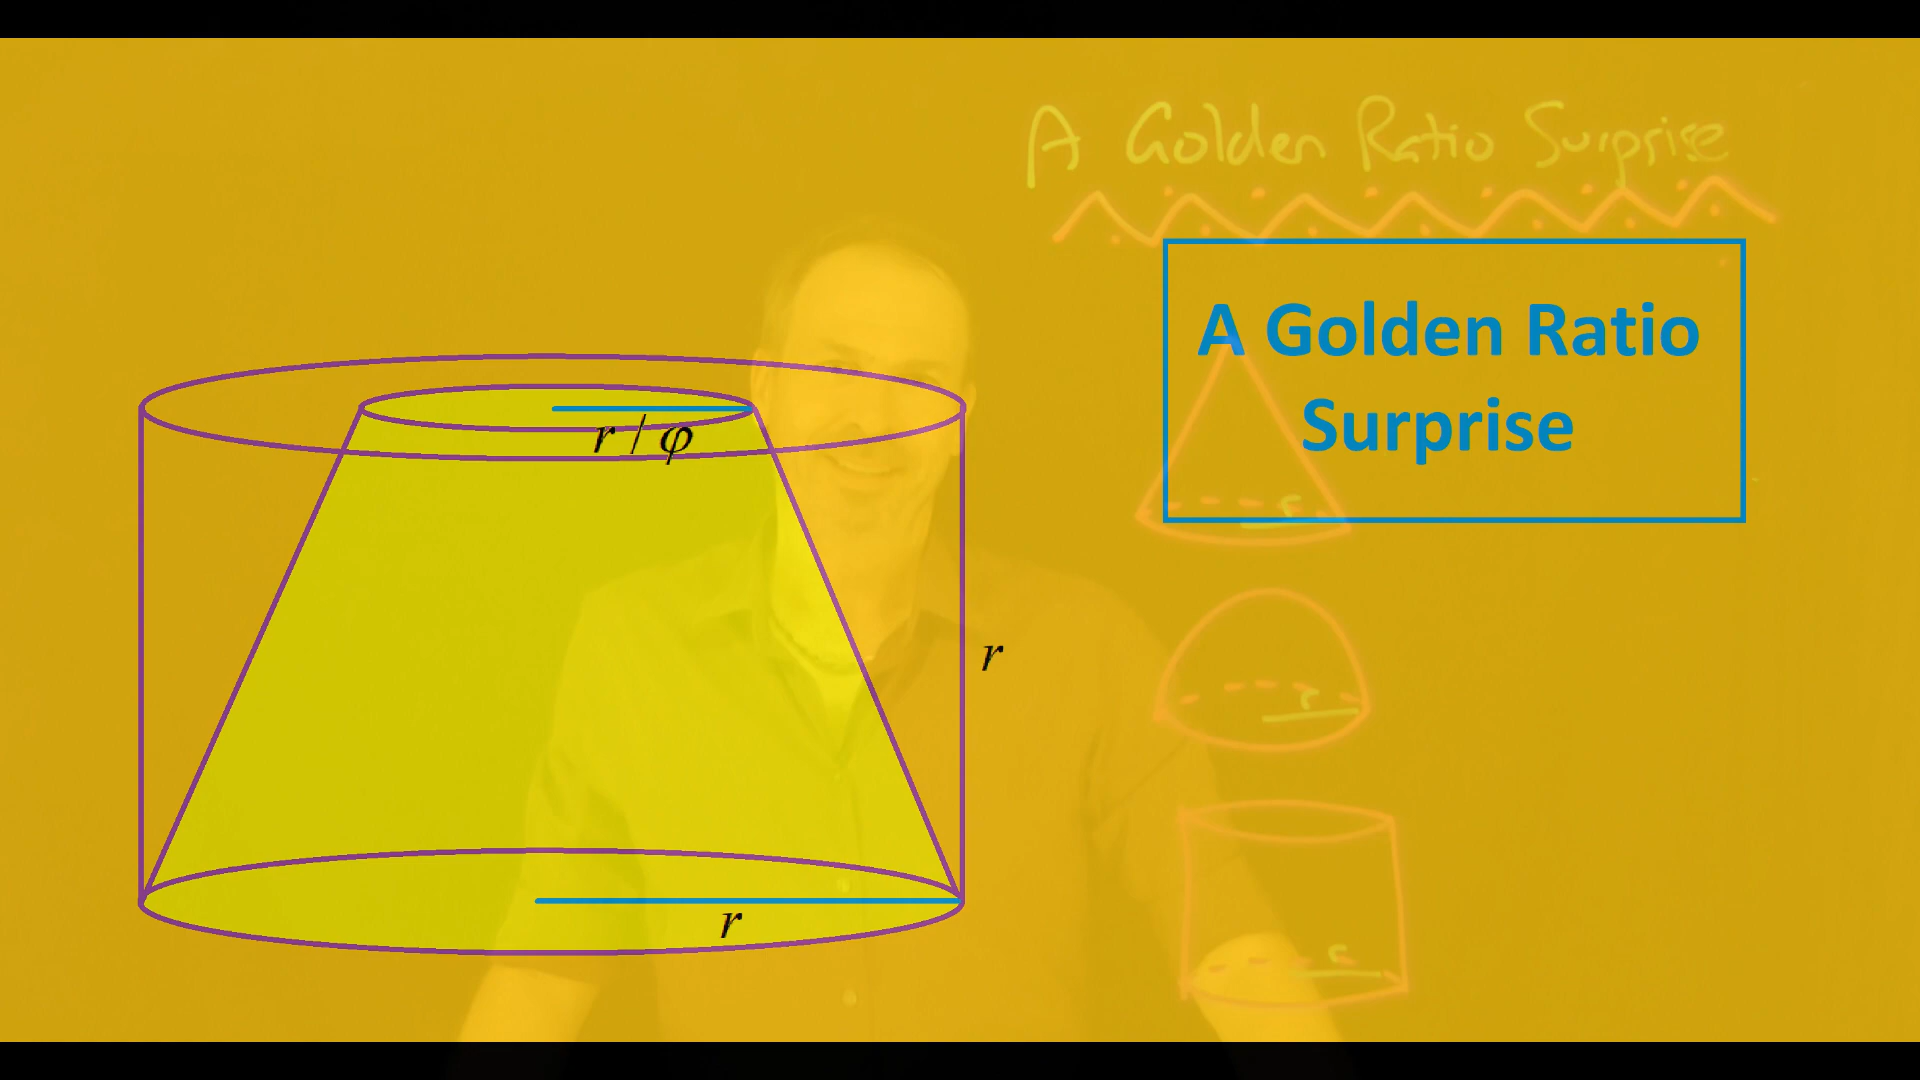 A Golden Ratio Surprise
A Golden Ratio
Surprise
r / φ
r
r
r
r
r